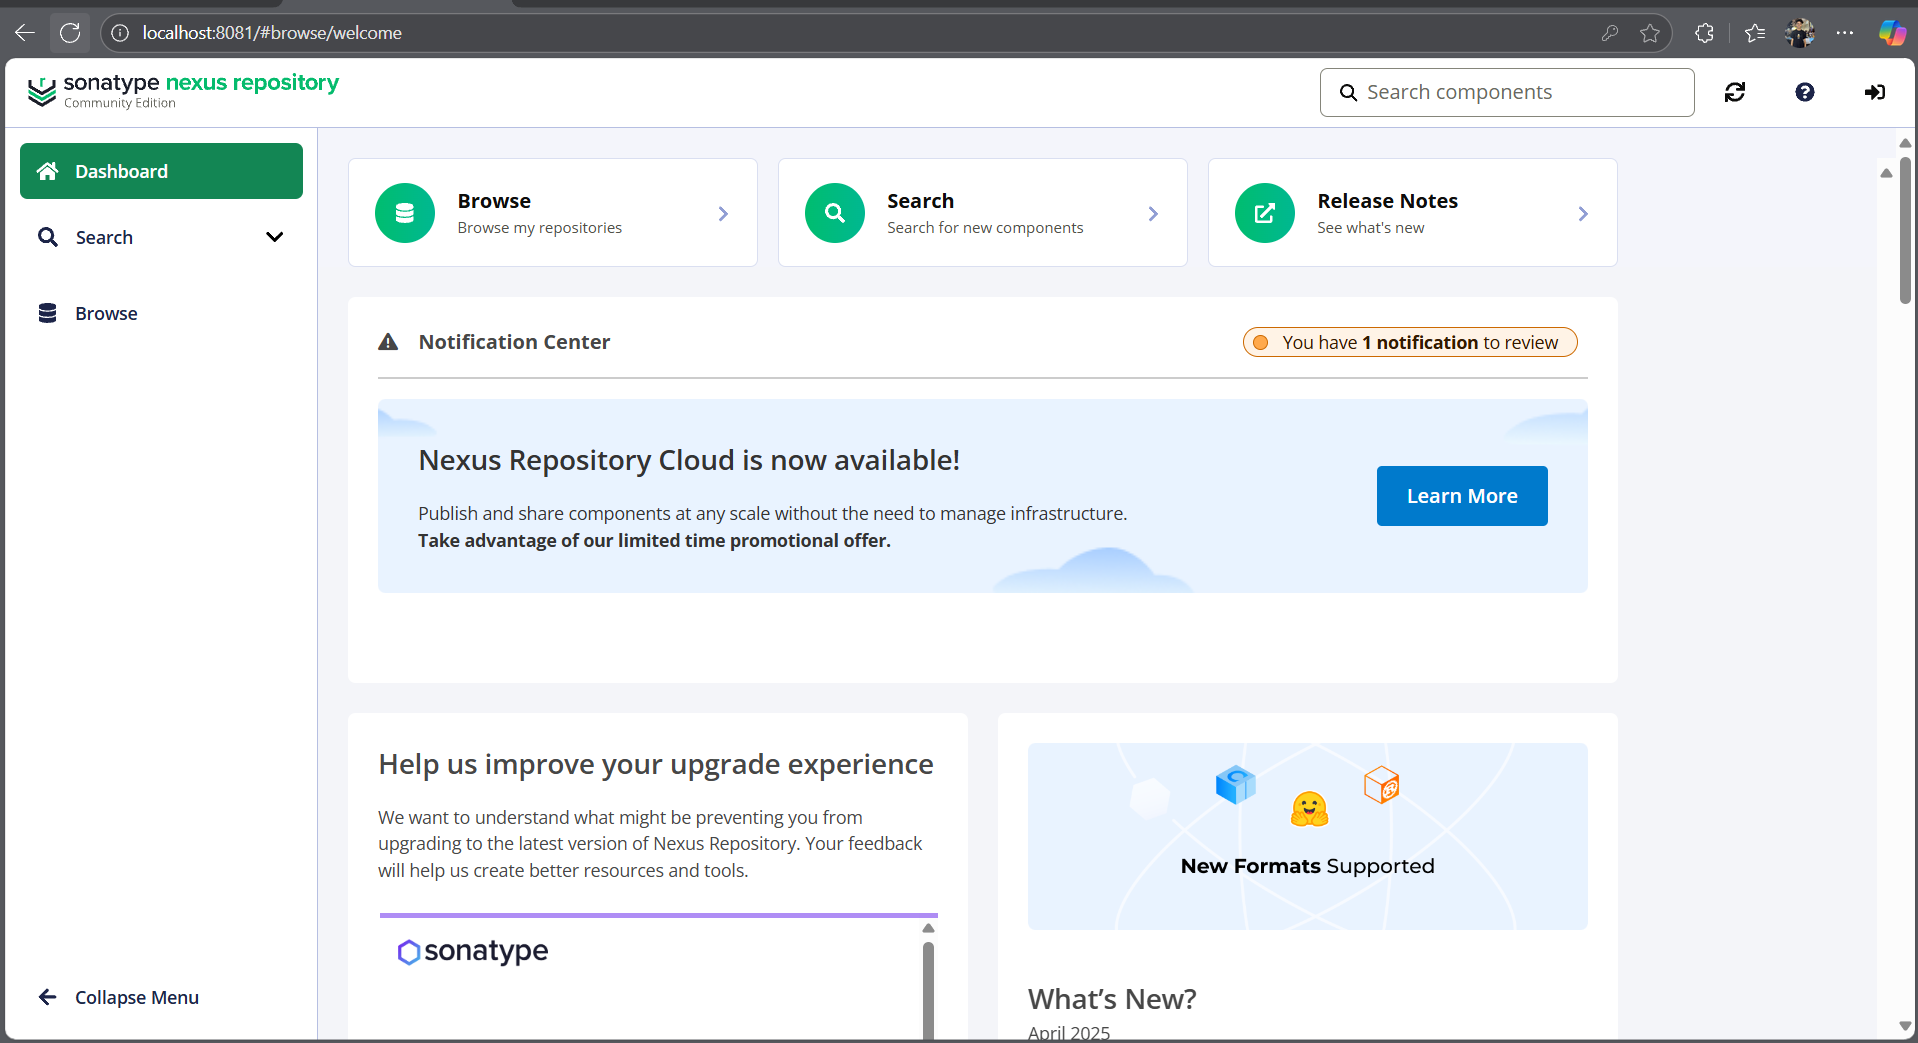 localhost:8081/#browse/welcome
sonatype nexus repository
Community Edition
Search components
Dashboard
Search
Browse
Collapse Menu
Browse
Browse my repositories
Search
Search for new components
Release Notes
See what's new
Notification Center
You have 1 notification to review
Nexus Repository Cloud is now available!
Publish and share components at any scale without the need to manage infrastructure.
Take advantage of our limited time promotional offer.
Learn More
Help us improve your upgrade experience
We want to understand what might be preventing you from
upgrading to the latest version of Nexus Repository. Your feedback
will help us create better resources and tools.
sonatype
New Formats Supported
What’s New?
April 2025